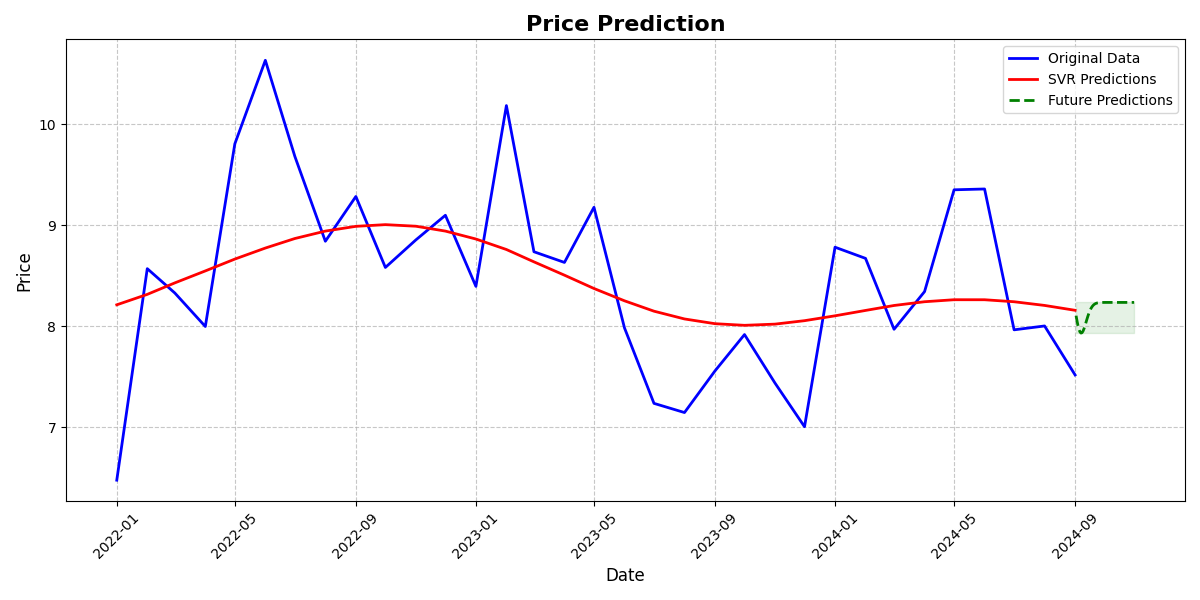 Price Prediction
Original Data
SVR Predictions
Future Predictions
Price
10
9
8
7
2022-01
2022-05
2022-09
2023-01
2023-05
2023-09
2024-01
2024-05
2024-09
Date